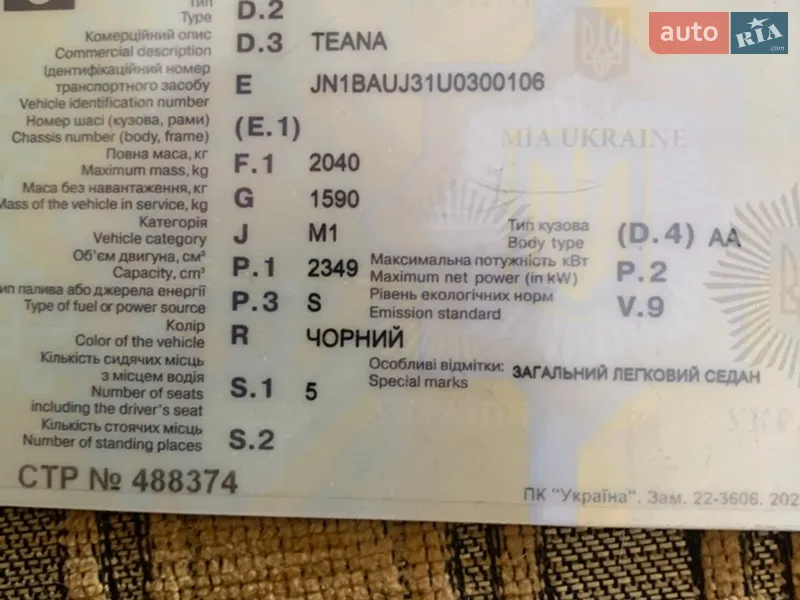 Тип
Type D.2
Комерційний опис
Commercial description D.3 TEANA
Ідентифікаційний номер
транспортного засобу
Vehicle identification number E JN1BAUJ31U0300106
Номер шасі (кузова, рами)
Chassis number (body, frame) (E.1)
Повна маса, кг
Maximum mass, kg F.1 2040
Маса без навантаження, кг
Mass of the vehicle in service, kg G 1590
Категорія
Vehicle category J M1
Тип кузова
Body type (D.4) AA
Об'єм двигуна, см³
Capacity, cm³ P.1 2349
Максимальна потужність кВт
Maximum net power (in kW) P.2
Тип палива або джерела енергії
Type of fuel or power source P.3 S
Рівень екологічних норм
Emission standard V.9
Колір
Color of the vehicle R ЧОРНИЙ
Кількість сидячих місць
з місцем водія
Number of seats
including the driver's seat S.1 5
Особливі відмітки:
Special marks ЗАГАЛЬНИЙ ЛЕГКОВИЙ СЕДАН
Кількість стоячих місць
Number of standing places S.2
СТР № 488374
ПК "Україна". Зам. 22-3606. 202
MIA UKRAINE
auto RIA
.com